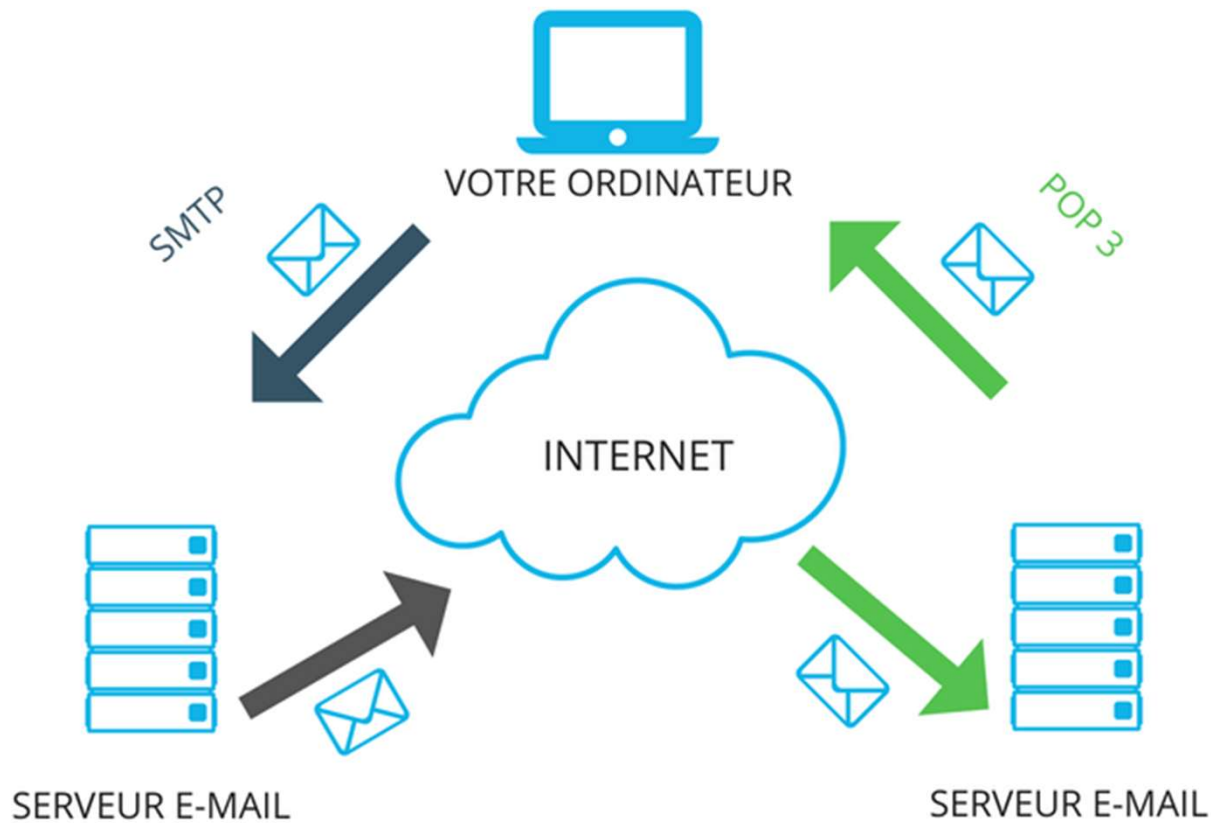 VOTRE ORDINATEUR
SMTP
POP 3
INTERNET
SERVEUR E-MAIL
SERVEUR E-MAIL